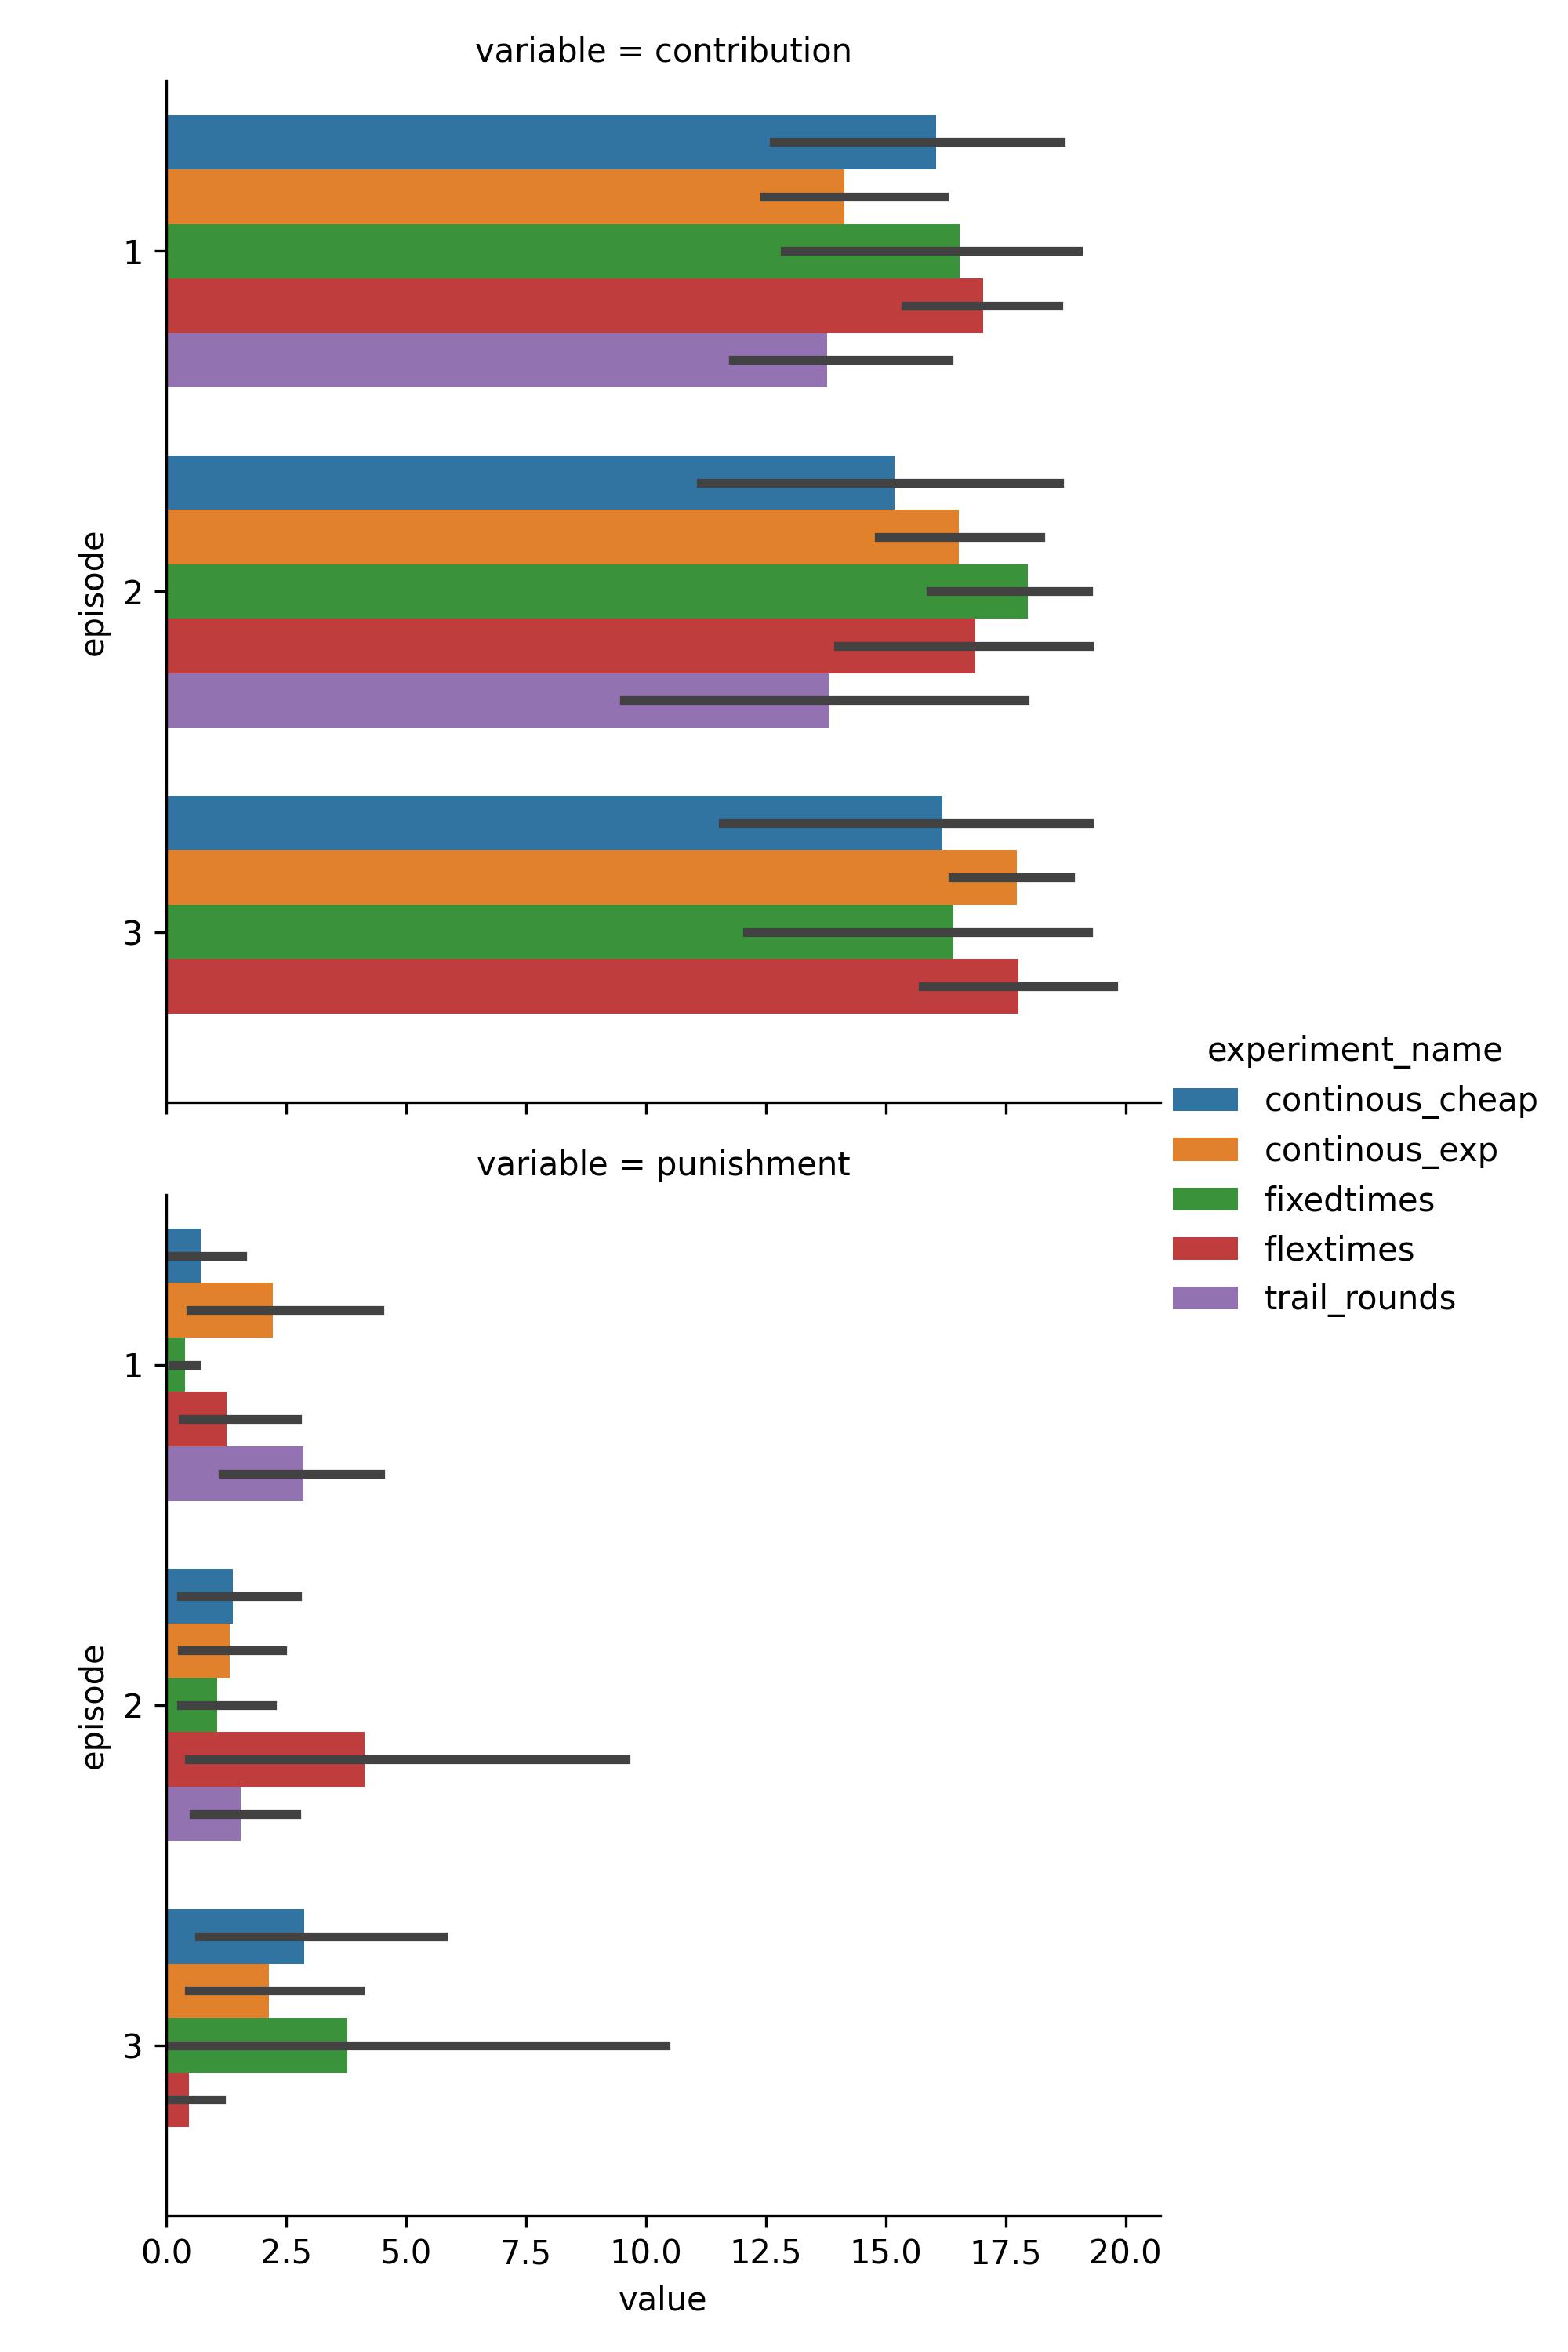 variable = contribution
1
2
3
episode
experiment_name
continous_cheap
continous_exp
fixedtimes
flextimes
trail_rounds
variable = punishment
1
2
3
episode
0.0 2.5 5.0 7.5 10.0 12.5 15.0 17.5 20.0
value